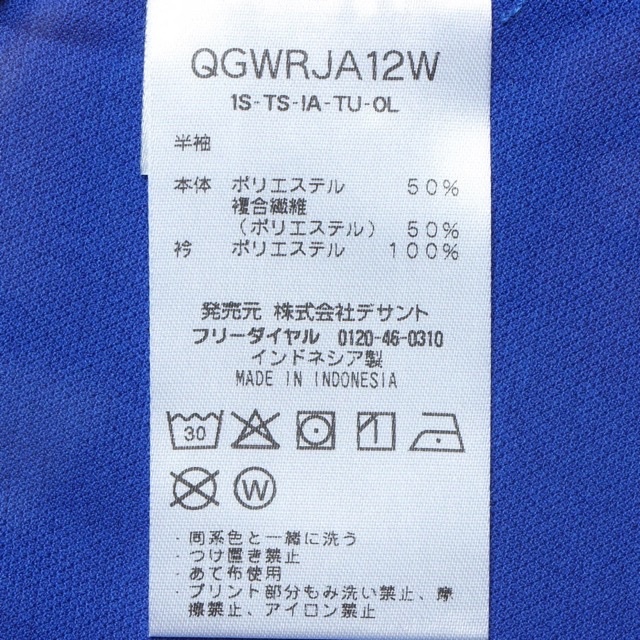 QGWRJA12W
1S-TS-IA-TU-OL
半袖
本体 ポリエステル 50%
複合繊維
(ポリエステル) 50%
衿 ポリエステル 100%
発売元 株式会社デサント
フリーダイヤル 0120-46-0310
インドネシア製
MADE IN INDONESIA
30
W
・同系色と一緒に洗う
・つけ置き禁止
・あて布使用
・プリント部分もみ洗い禁止、摩
擦禁止、アイロン禁止